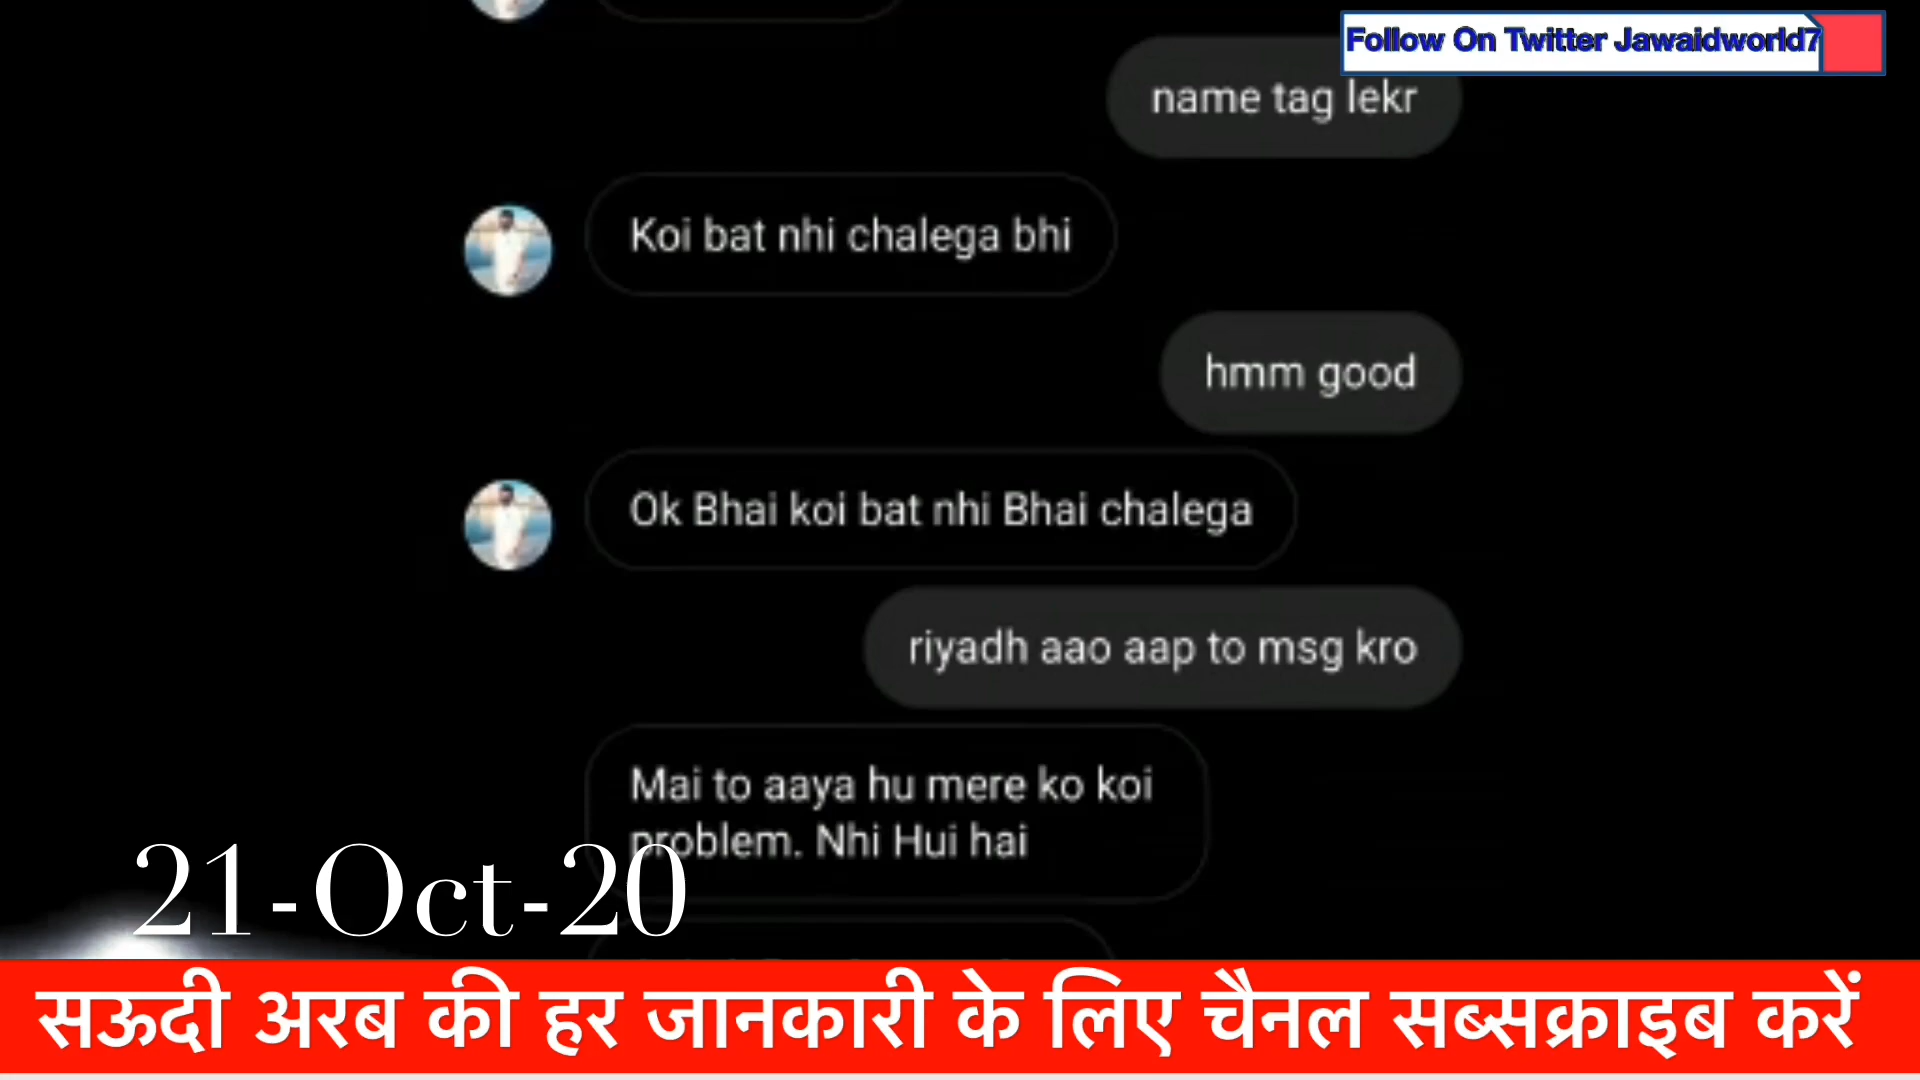 Follow On Twitter Jawaidworld7
name tag lekr
Koi bat nhi chalega bhi
hmm good
Ok Bhai koi bat nhi Bhai chalega
riyadh aao aap to msg kro
Mai to aaya hu mere ko koi
problem. Nhi Hui hai
21-Oct-20
सऊदी अरब की हर जानकारी के लिए चैनल सब्सक्राइब करें